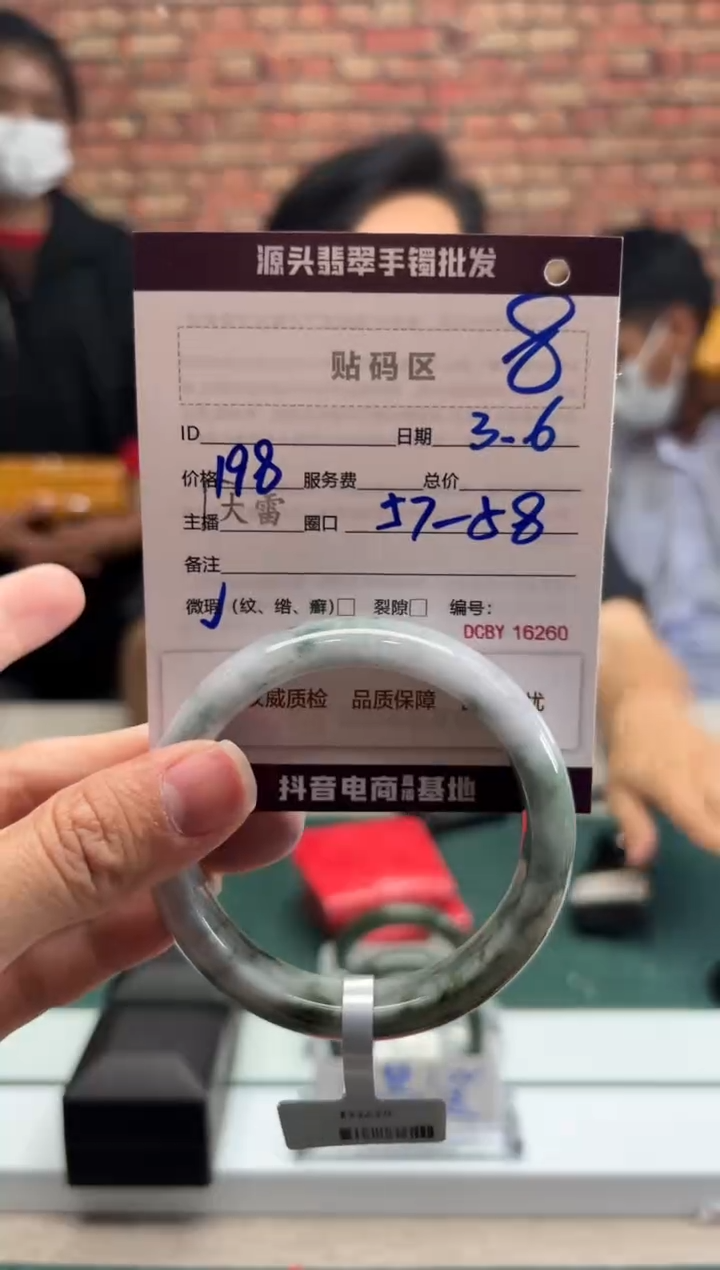 源头翡翠手镯批发
8
贴码区
ID 日期 3-6
价格 198 服务费 总价
主播 大雷 圈口 57-58
备注
微瑕 (纹、绺、癣) 裂隙 编号:
DCBY 16260
权威质检 品质保障 优
抖音电商直播基地